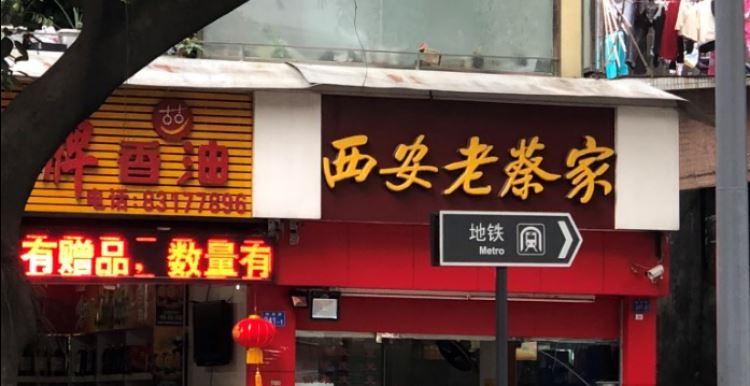 牌香油
电话:83177896
有赠品，数量有
西安老蔡家
地铁
Metro